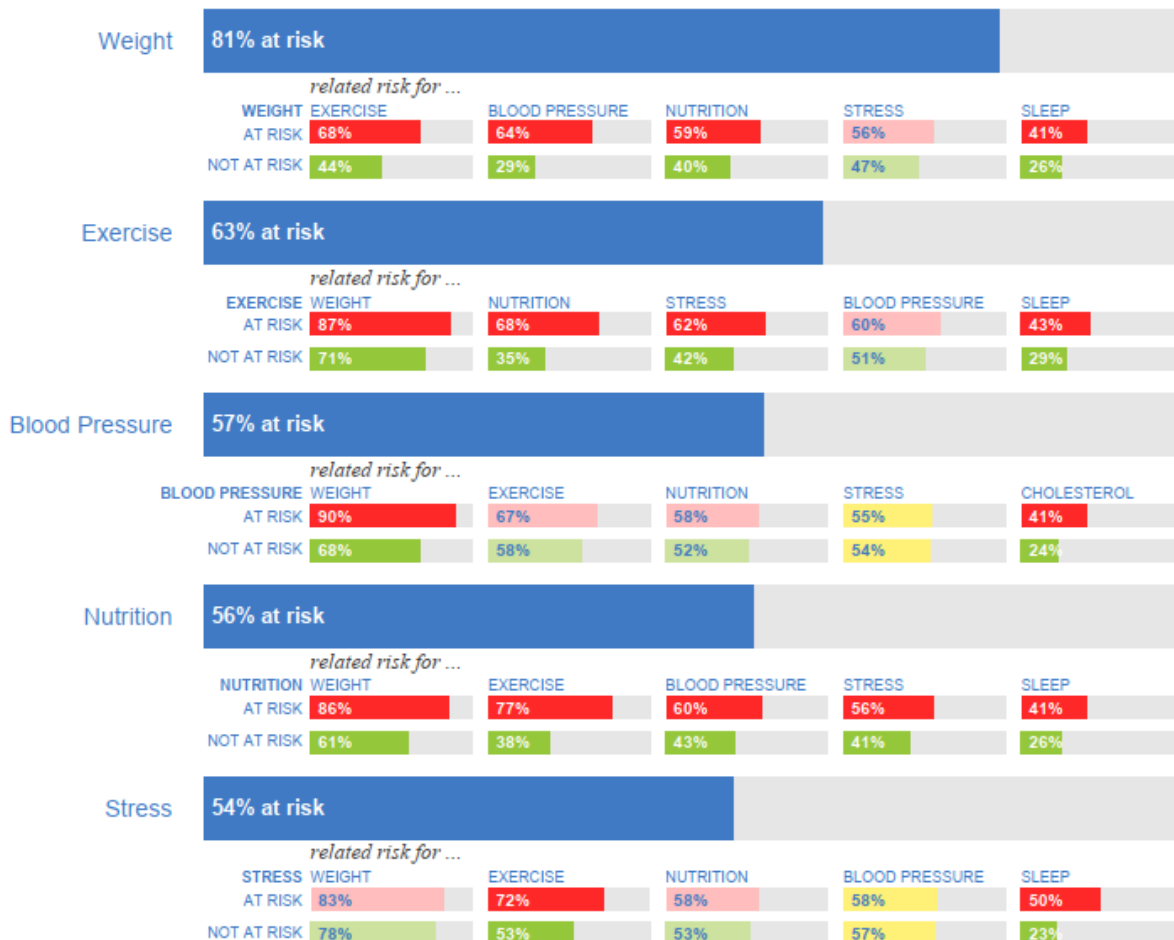 Weight 81% at risk
related risk for ...
WEIGHT EXERCISE BLOOD PRESSURE NUTRITION STRESS SLEEP
AT RISK 68% 64% 59% 56% 41%
NOT AT RISK 44% 29% 40% 47% 26%
Exercise 63% at risk
related risk for ...
EXERCISE WEIGHT NUTRITION STRESS BLOOD PRESSURE SLEEP
AT RISK 87% 68% 62% 60% 43%
NOT AT RISK 71% 35% 42% 51% 29%
Blood Pressure 57% at risk
related risk for ...
BLOOD PRESSURE WEIGHT EXERCISE NUTRITION STRESS CHOLESTEROL
AT RISK 90% 67% 58% 55% 41%
NOT AT RISK 68% 58% 52% 54% 24%
Nutrition 56% at risk
related risk for ...
NUTRITION WEIGHT EXERCISE BLOOD PRESSURE STRESS SLEEP
AT RISK 86% 77% 60% 56% 41%
NOT AT RISK 61% 38% 43% 41% 26%
Stress 54% at risk
related risk for ...
STRESS WEIGHT EXERCISE NUTRITION BLOOD PRESSURE SLEEP
AT RISK 83% 72% 58% 58% 50%
NOT AT RISK 78% 53% 53% 57% 23%